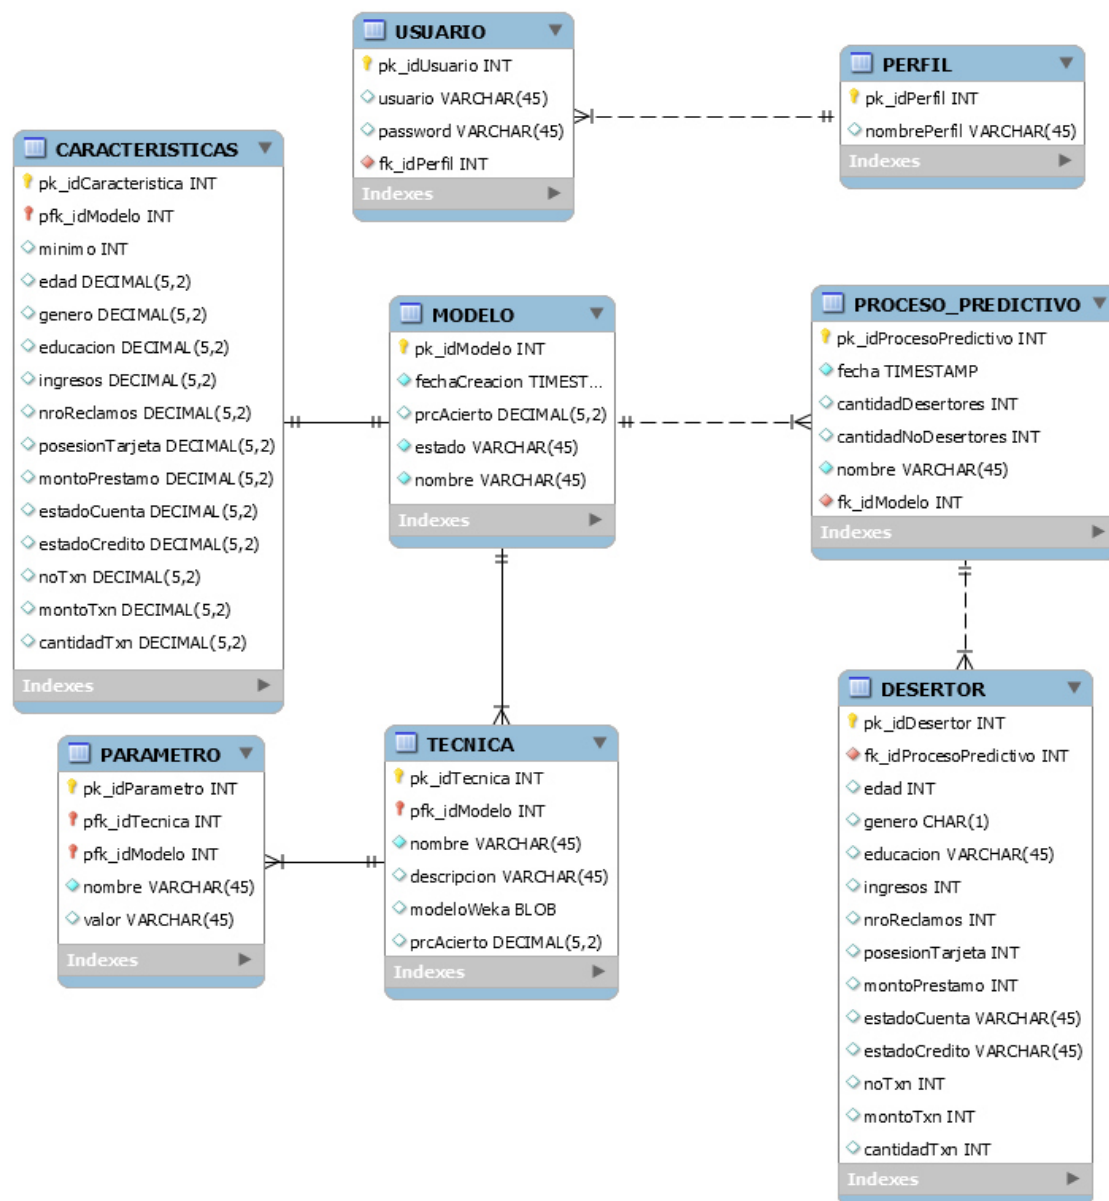 USUARIO
pk_idUsuario INT
usuario VARCHAR(45)
password VARCHAR(45)
fk_idPerfil INT
Indexes
PERFIL
pk_idPerfil INT
nombrePerfil VARCHAR(45)
Indexes
CARACTERISTICAS
pk_idCaracteristica INT
pfk_idModelo INT
minimo INT
edad DECIMAL(5,2)
genero DECIMAL(5,2)
educacion DECIMAL(5,2)
ingresos DECIMAL(5,2)
nroReclamos DECIMAL(5,2)
posesionTarjeta DECIMAL(5,2)
montoPrestamo DECIMAL(5,2)
estadoCuenta DECIMAL(5,2)
estadoCredito DECIMAL(5,2)
noTxn DECIMAL(5,2)
montoTxn DECIMAL(5,2)
cantidadTxn DECIMAL(5,2)
Indexes
MODELO
pk_idModelo INT
fechaCreacion TIMEST...
prcAcierto DECIMAL(5,2)
estado VARCHAR(45)
nombre VARCHAR(45)
Indexes
PROCESO_PREDICTIVO
pk_idProcesoPredictivo INT
fecha TIMESTAMP
cantidadDesertores INT
cantidadNoDesertores INT
nombre VARCHAR(45)
fk_idModelo INT
Indexes
PARAMETRO
pk_idParametro INT
pfk_idTecnica INT
pfk_idModelo INT
nombre VARCHAR(45)
valor VARCHAR(45)
Indexes
TECNICA
pk_idTecnica INT
pfk_idModelo INT
nombre VARCHAR(45)
descripcion VARCHAR(45)
modeloWeka BLOB
prcAcierto DECIMAL(5,2)
Indexes
DESERTOR
pk_idDesertor INT
fk_idProcesoPredictivo INT
edad INT
genero CHAR(1)
educacion VARCHAR(45)
ingresos INT
nroReclamos INT
posesionTarjeta INT
montoPrestamo INT
estadoCuenta VARCHAR(45)
estadoCredito VARCHAR(45)
noTxn INT
montoTxn INT
cantidadTxn INT
Indexes